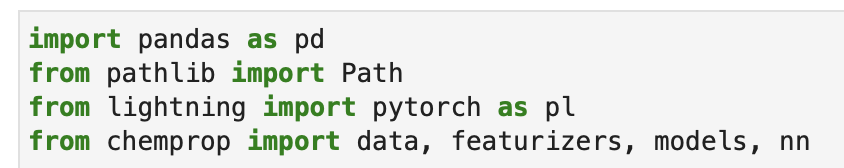 import pandas as pd
from pathlib import Path
from lightning import pytorch as pl
from chemprop import data, featurizers, models, nn